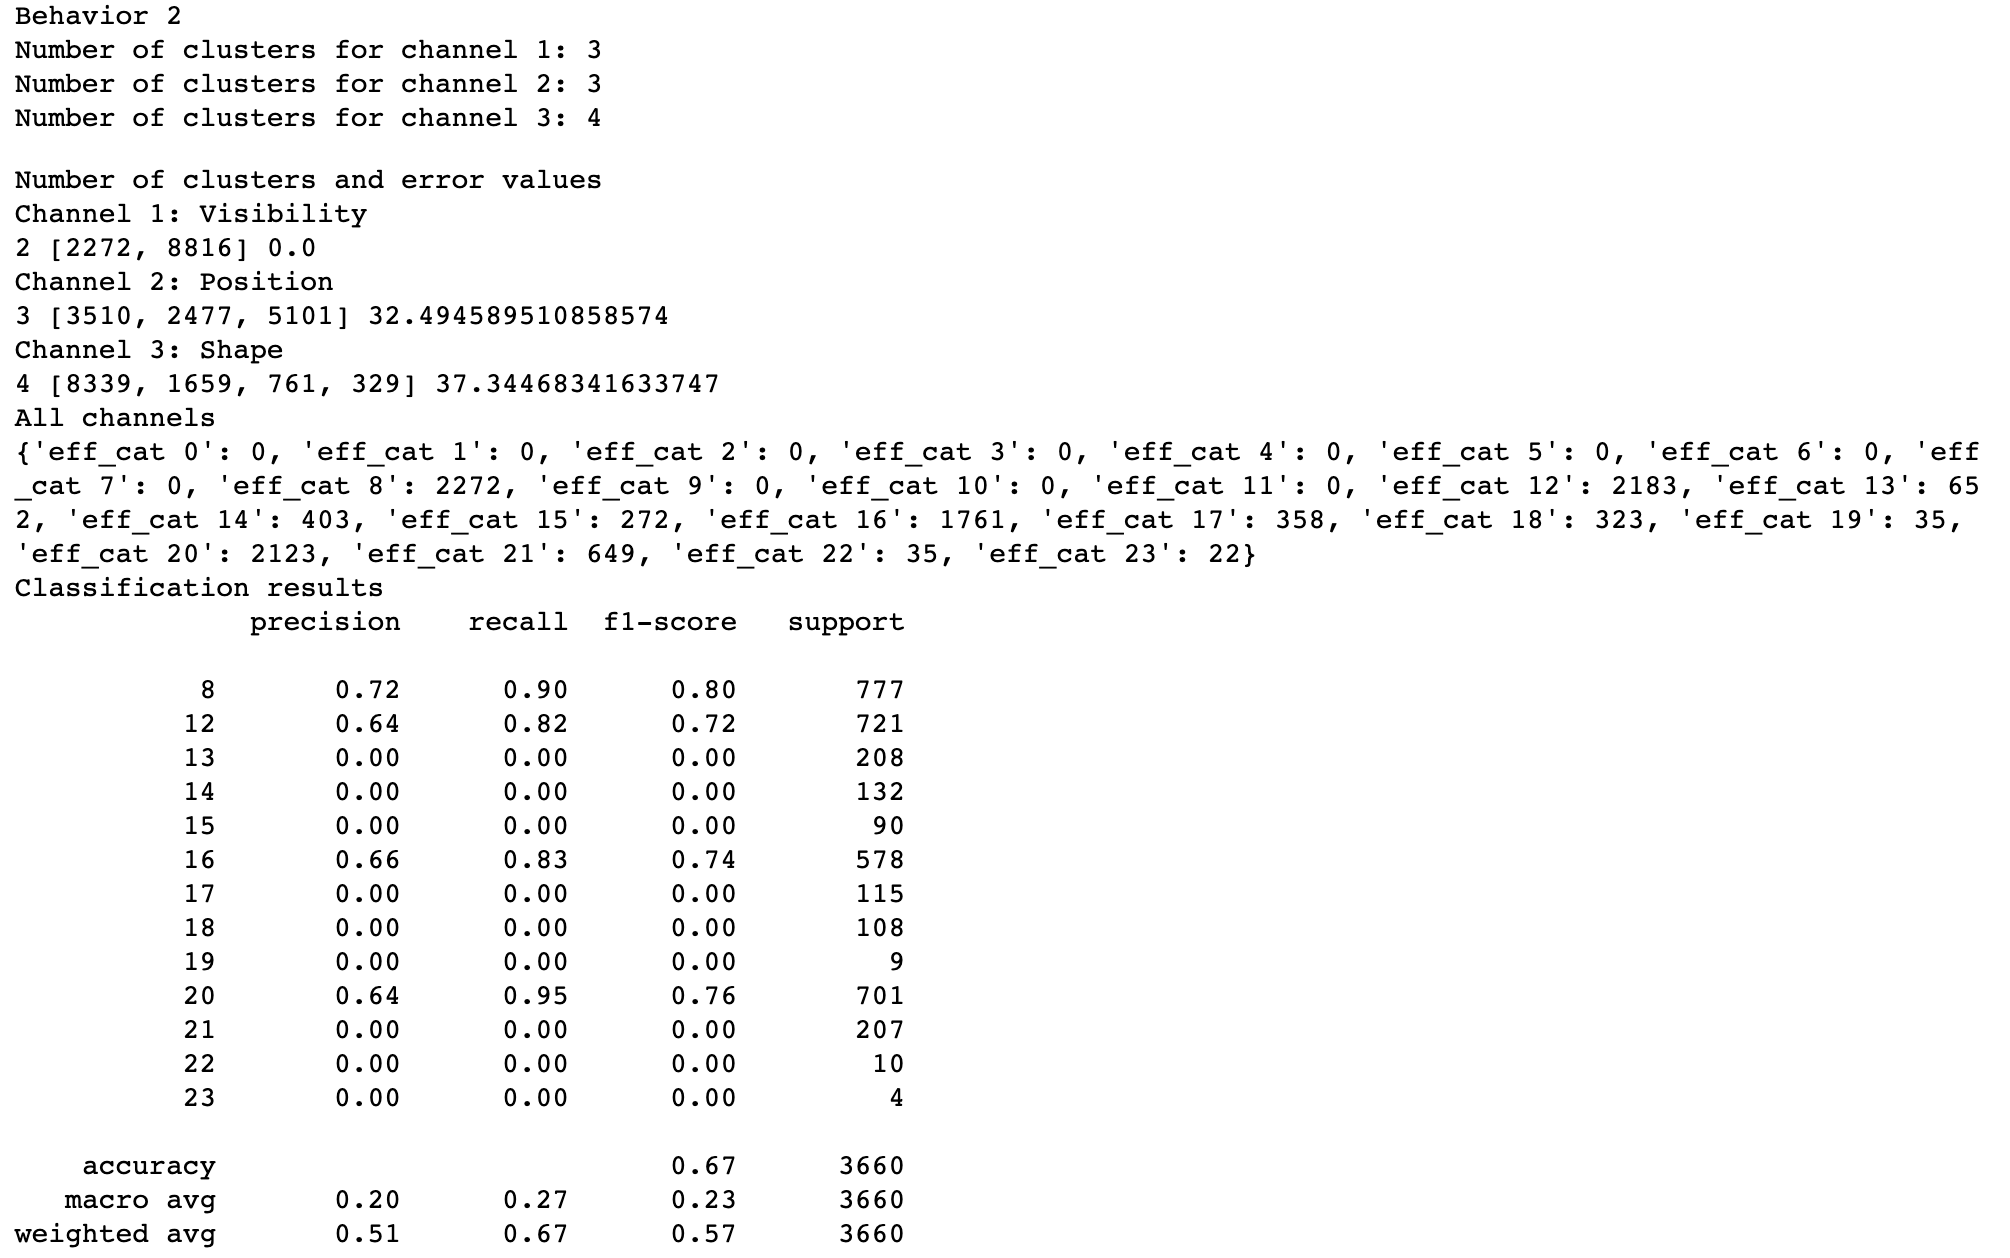 Behavior 2
Number of clusters for channel 1: 3
Number of clusters for channel 2: 3
Number of clusters for channel 3: 4
Number of clusters and error values
Channel 1: Visibility
2 [2272, 8816] 0.0
Channel 2: Position
3 [3510, 2477, 5101] 32.494589510858574
Channel 3: Shape
4 [8339, 1659, 761, 329] 37.34468341633747
All channels
{'eff_cat 0': 0, 'eff_cat 1': 0, 'eff_cat 2': 0, 'eff_cat 3': 0, 'eff_cat 4': 0, 'eff_cat 5': 0, 'eff_cat 6': 0, 'eff
_cat 7': 0, 'eff_cat 8': 2272, 'eff_cat 9': 0, 'eff_cat 10': 0, 'eff_cat 11': 0, 'eff_cat 12': 2183, 'eff_cat 13': 65
2, 'eff_cat 14': 403, 'eff_cat 15': 272, 'eff_cat 16': 1761, 'eff_cat 17': 358, 'eff_cat 18': 323, 'eff_cat 19': 35,
'eff_cat 20': 2123, 'eff_cat 21': 649, 'eff_cat 22': 35, 'eff_cat 23': 22}
Classification results
precision recall f1-score support
8 0.72 0.90 0.80 777
12 0.64 0.82 0.72 721
13 0.00 0.00 0.00 208
14 0.00 0.00 0.00 132
15 0.00 0.00 0.00 90
16 0.66 0.83 0.74 578
17 0.00 0.00 0.00 115
18 0.00 0.00 0.00 108
19 0.00 0.00 0.00 9
20 0.64 0.95 0.76 701
21 0.00 0.00 0.00 207
22 0.00 0.00 0.00 10
23 0.00 0.00 0.00 4
accuracy 0.67 3660
macro avg 0.20 0.27 0.23 3660
weighted avg 0.51 0.67 0.57 3660